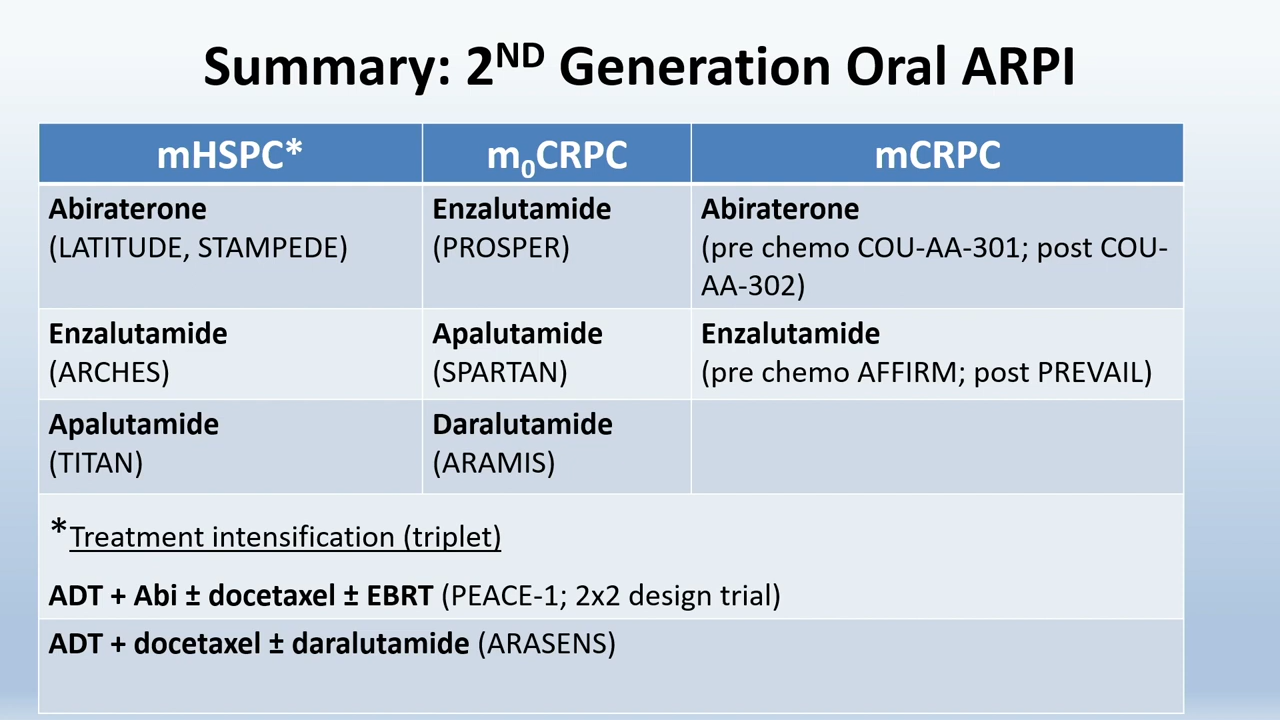 Summary: 2ND Generation Oral ARPI
mHSPC* m0CRPC mCRPC
Abiraterone
(LATITUDE, STAMPEDE)
Enzalutamide
(PROSPER)
Abiraterone
(pre chemo COU-AA-301; post COU-
AA-302)
Enzalutamide
(ARCHES)
Apalutamide
(SPARTAN)
Enzalutamide
(pre chemo AFFIRM; post PREVAIL)
Apalutamide
(TITAN)
Daralutamide
(ARAMIS)
*Treatment intensification (triplet)
ADT + Abi ± docetaxel ± EBRT (PEACE-1; 2x2 design trial)
ADT + docetaxel ± daralutamide (ARASENS)